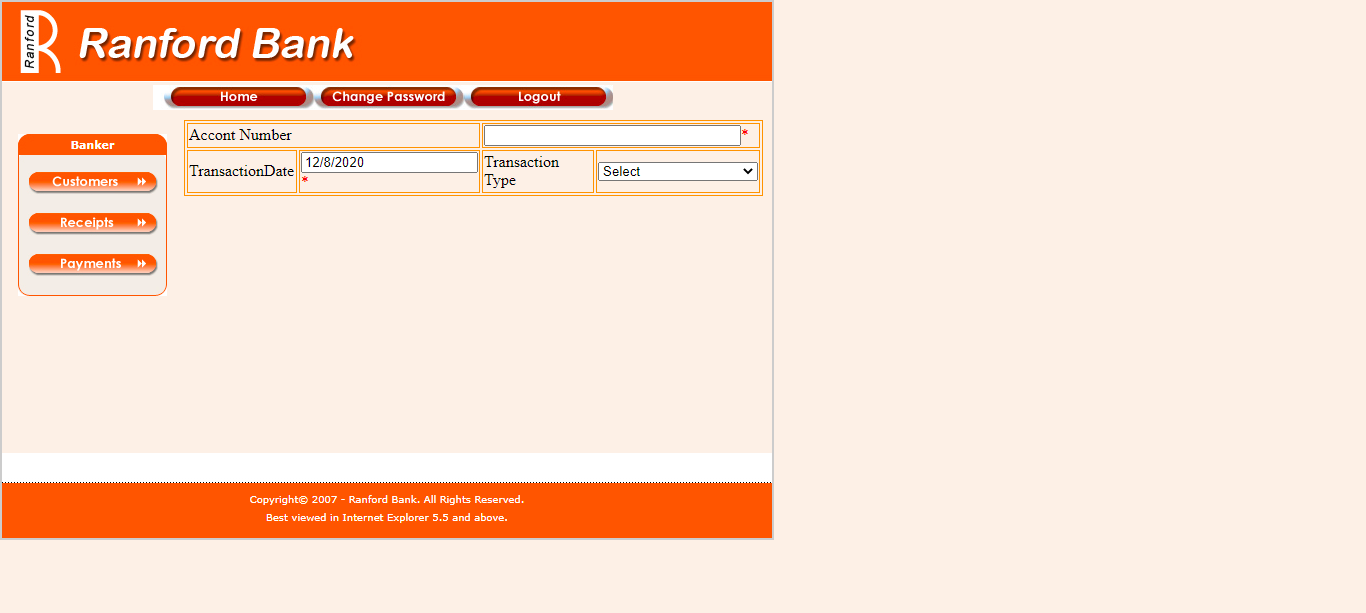 Ranford
Ranford Bank
Home Change Password Logout
Banker
Customers
Receipts
Payments
Accont Number *
TransactionDate 12/8/2020 * Transaction Type Select
Copyright© 2007 - Ranford Bank. All Rights Reserved.
Best viewed in Internet Explorer 5.5 and above.